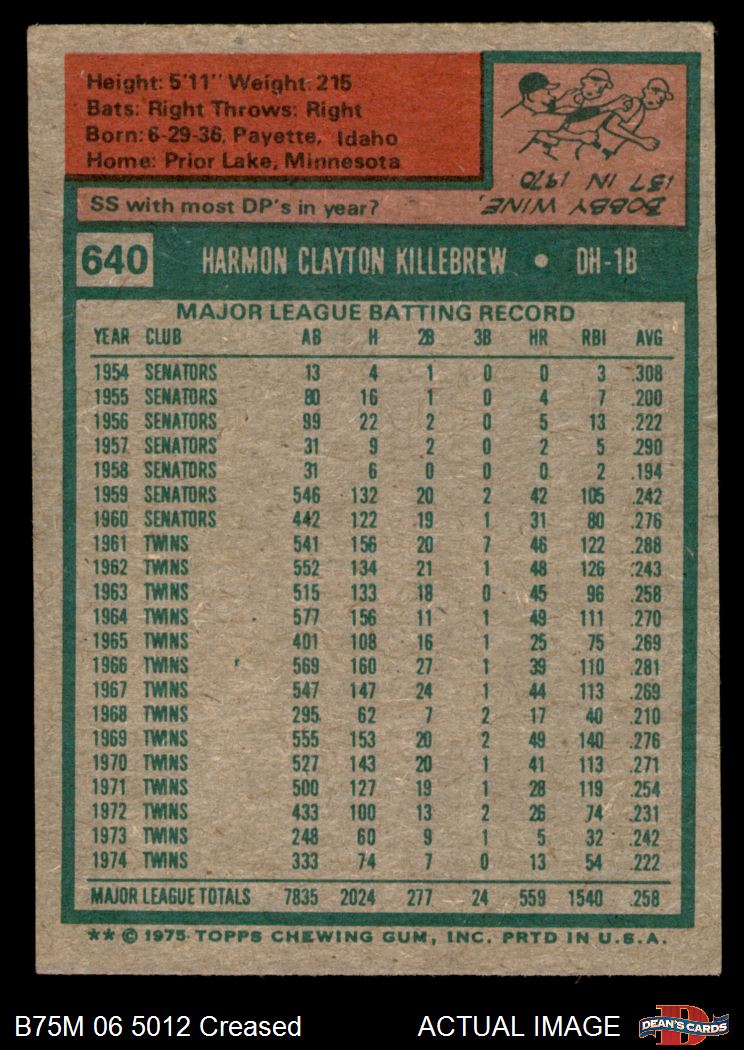 Height: 5'11" Weight: 215
Bats: Right Throws: Right
Born: 6-29-36, Payette, Idaho
Home: Prior Lake, Minnesota
SS with most DP's in year?
BOBBY WINE,
137 IN 1970
640 HARMON CLAYTON KILLEBREW • DH-1B
MAJOR LEAGUE BATTING RECORD
YEAR CLUB AB H 2B 3B HR RBI AVG
1954 SENATORS 13 4 1 0 0 3 .308
1955 SENATORS 80 16 1 0 4 7 .200
1956 SENATORS 99 22 2 0 5 13 .222
1957 SENATORS 31 9 2 0 2 5 .290
1958 SENATORS 31 6 0 0 0 2 .194
1959 SENATORS 546 132 20 2 42 105 .242
1960 SENATORS 442 122 19 1 31 80 .276
1961 TWINS 541 156 20 7 46 122 .288
1962 TWINS 552 134 21 1 48 126 .243
1963 TWINS 515 133 18 0 45 96 .258
1964 TWINS 577 156 11 1 49 111 .270
1965 TWINS 401 108 16 1 25 75 .269
1966 TWINS 569 160 27 1 39 110 .281
1967 TWINS 547 147 24 1 44 113 .269
1968 TWINS 295 62 7 2 17 40 .210
1969 TWINS 555 153 20 2 49 140 .276
1970 TWINS 527 143 20 1 41 113 .271
1971 TWINS 500 127 19 1 28 119 .254
1972 TWINS 433 100 13 2 26 74 .231
1973 TWINS 248 60 9 1 5 32 .242
1974 TWINS 333 74 7 0 13 54 .222
MAJOR LEAGUE TOTALS 7835 2024 277 24 559 1540 .258
** © 1975 TOPPS CHEWING GUM, INC. PRTD IN U.S.A.
B75M 06 5012 Creased ACTUAL IMAGE DEAN'S CARDS